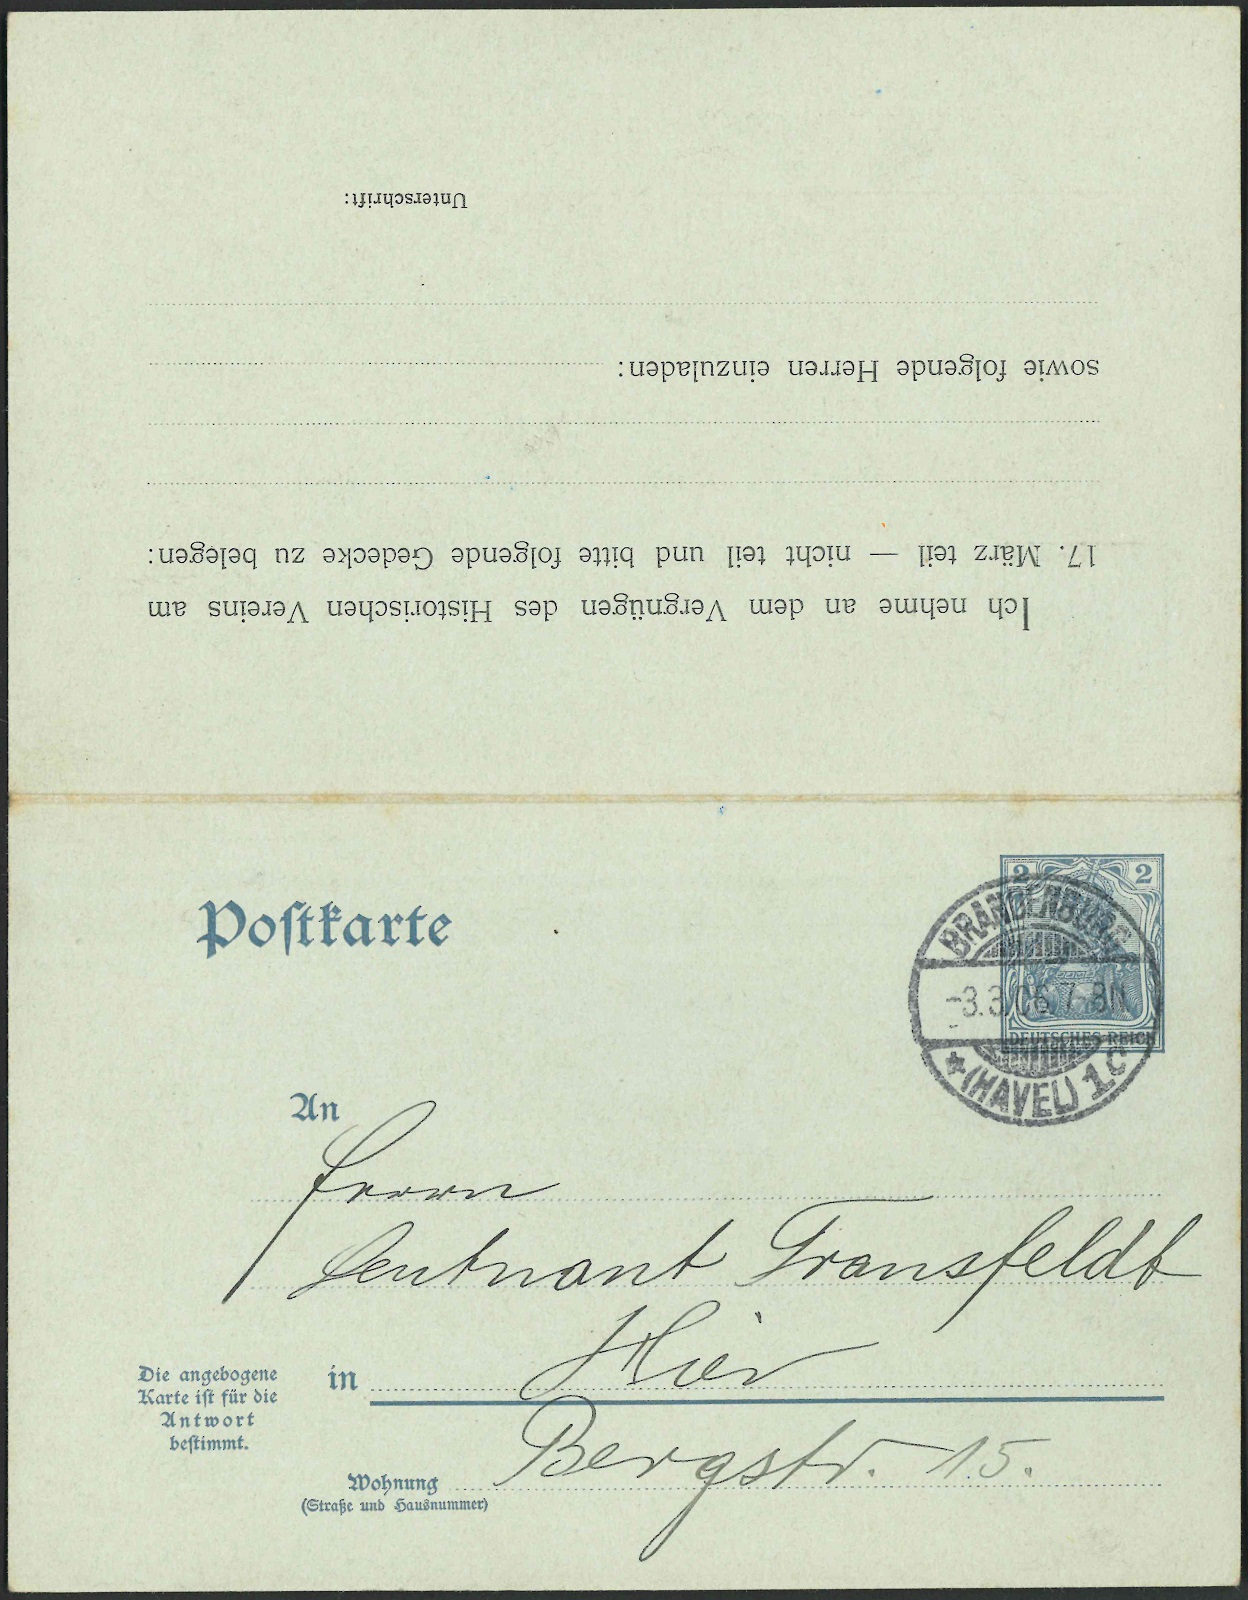 Unterschrift:
sowie folgende Herren einzuladen:
17. März teil — nicht teil und bitte folgende Gedecke zu belegen:
Ich nehme an dem Vergnügen des Historischen Vereins am
Postkarte
2 2
DEUTSCHES REICH
BRANDENBURG
-3.3.06 7-8N
* (HAVEL) 1c
An
Herrn
Leutnant Transfeldt
in Hier
Die angebogene
Karte ist für die
Antwort
bestimmt.
Wohnung Bergstr. 15.
(Straße und Hausnummer)